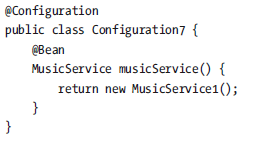 @Configuration
public class Configuration7 {
    @Bean
    MusicService musicService() {
        return new MusicService1();
    }
}